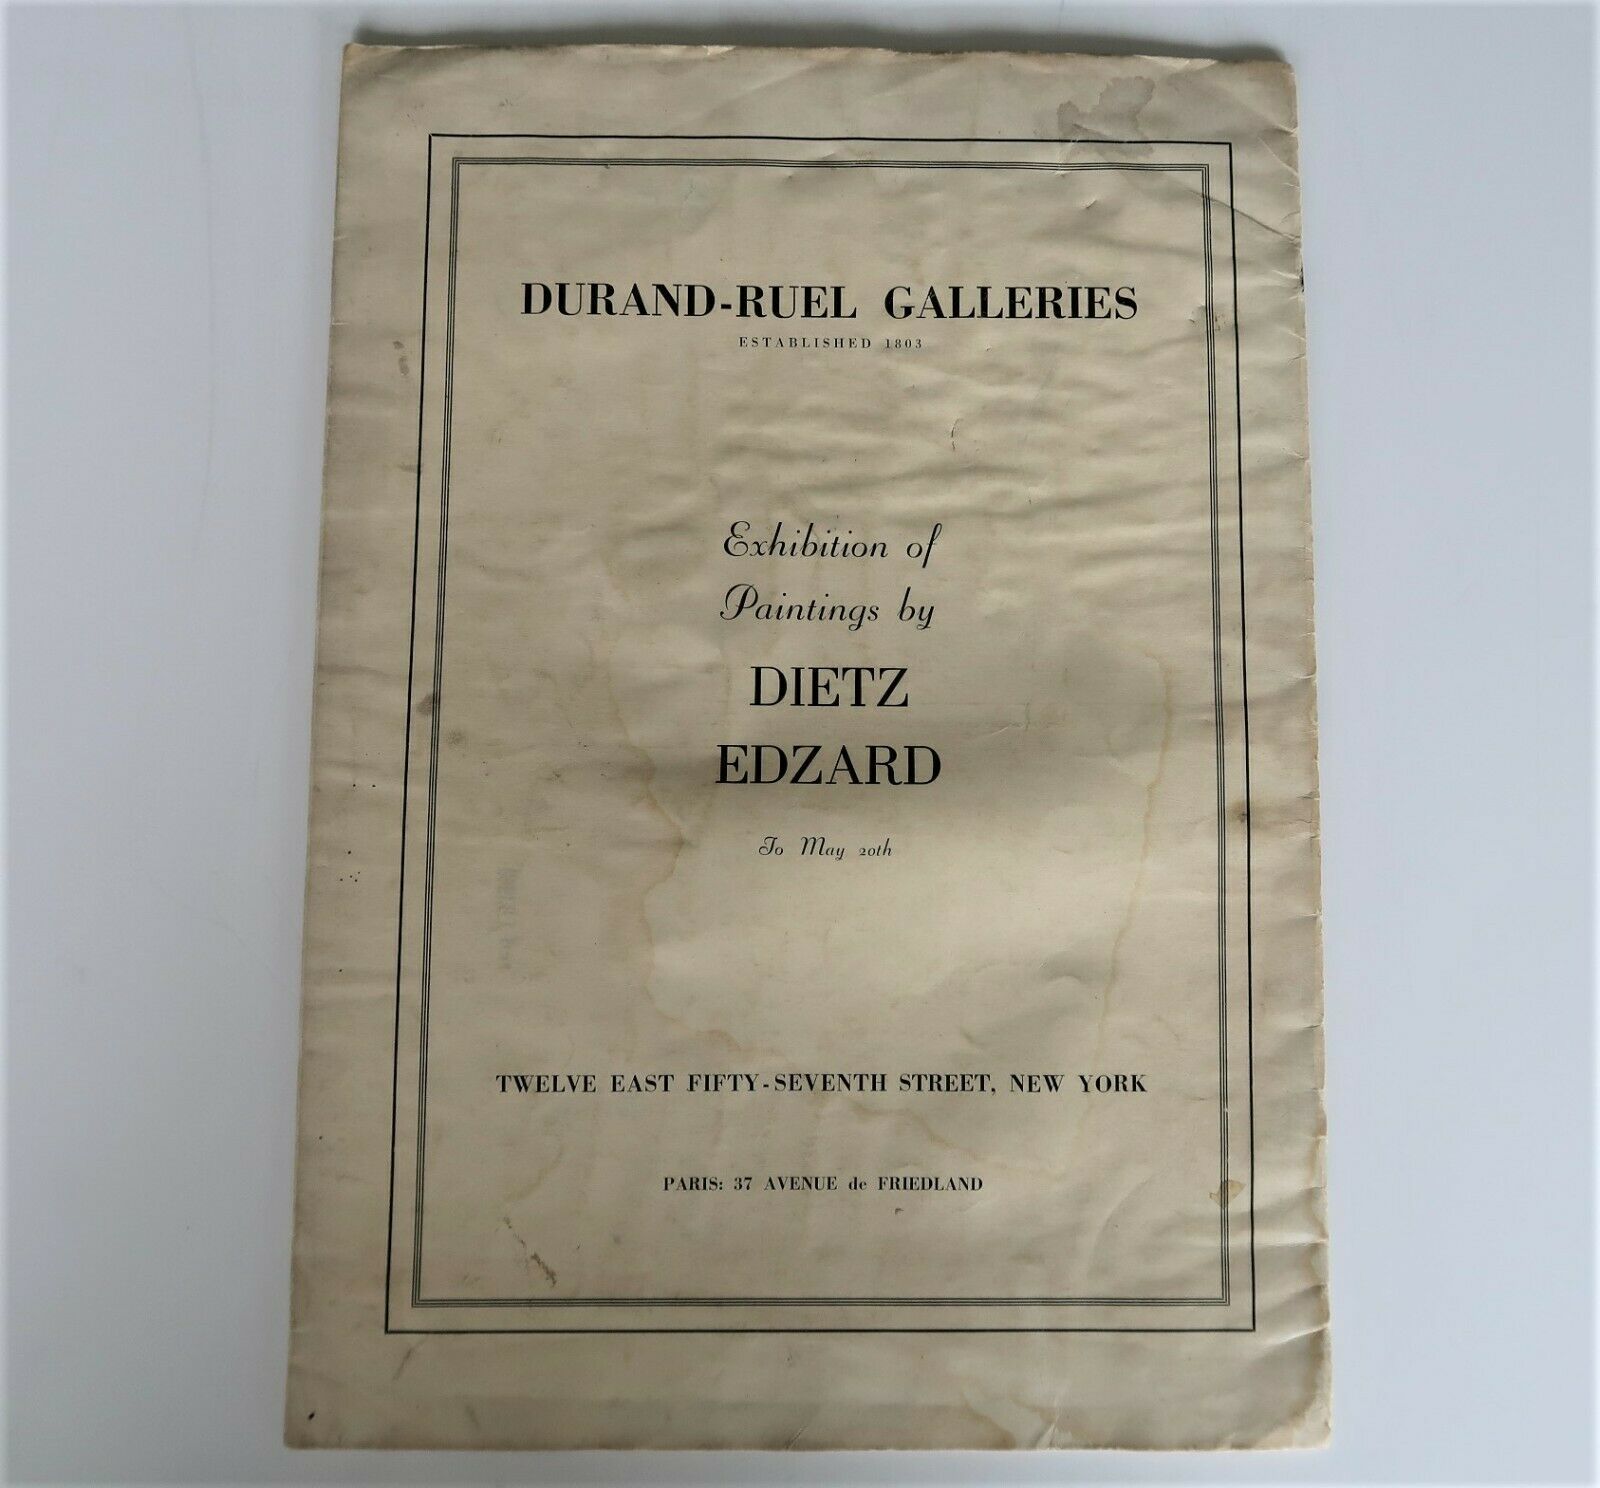 DURAND-RUEL GALLERIES
ESTABLISHED 1803
Exhibition of
Paintings by
DIETZ
EDZARD
To May 20th
TWELVE EAST FIFTY-SEVENTH STREET, NEW YORK
PARIS: 37 AVENUE de FRIEDLAND